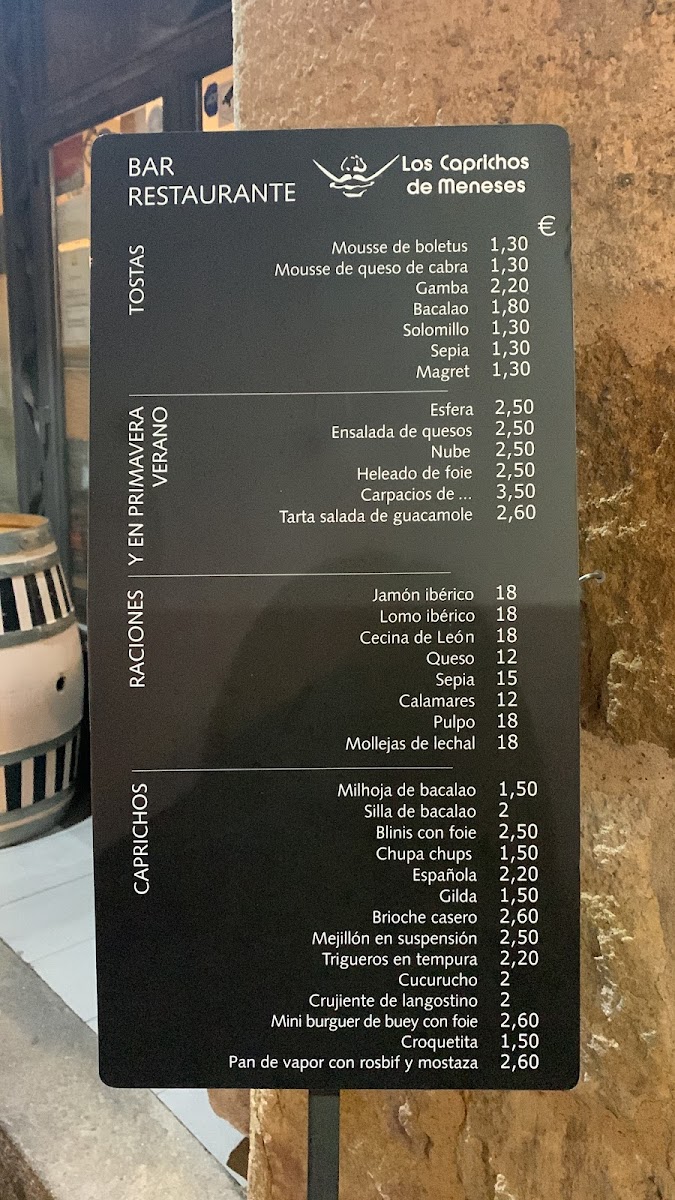 BAR
RESTAURANTE
Los Caprichos
de Meneses
€
TOSTAS
Mousse de boletus 1,30
Mousse de queso de cabra 1,30
Gamba 2,20
Bacalao 1,80
Solomillo 1,30
Sepia 1,30
Magret 1,30
Y EN PRIMAVERA
VERANO
Esfera 2,50
Ensalada de quesos 2,50
Nube 2,50
Heleado de foie 2,50
Carpacios de ... 3,50
Tarta salada de guacamole 2,60
RACIONES
Jamón ibérico 18
Lomo ibérico 18
Cecina de León 18
Queso 12
Sepia 15
Calamares 12
Pulpo 18
Mollejas de lechal 18
CAPRICHOS
Milhoja de bacalao 1,50
Silla de bacalao 2
Blinis con foie 2,50
Chupa chups 1,50
Española 2,20
Gilda 1,50
Brioche casero 2,60
Mejillón en suspensión 2,50
Trigueros en tempura 2,20
Cucurucho 2
Crujiente de langostino 2
Mini burguer de buey con foie 2,60
Croquetita 1,50
Pan de vapor con rosbif y mostaza 2,60